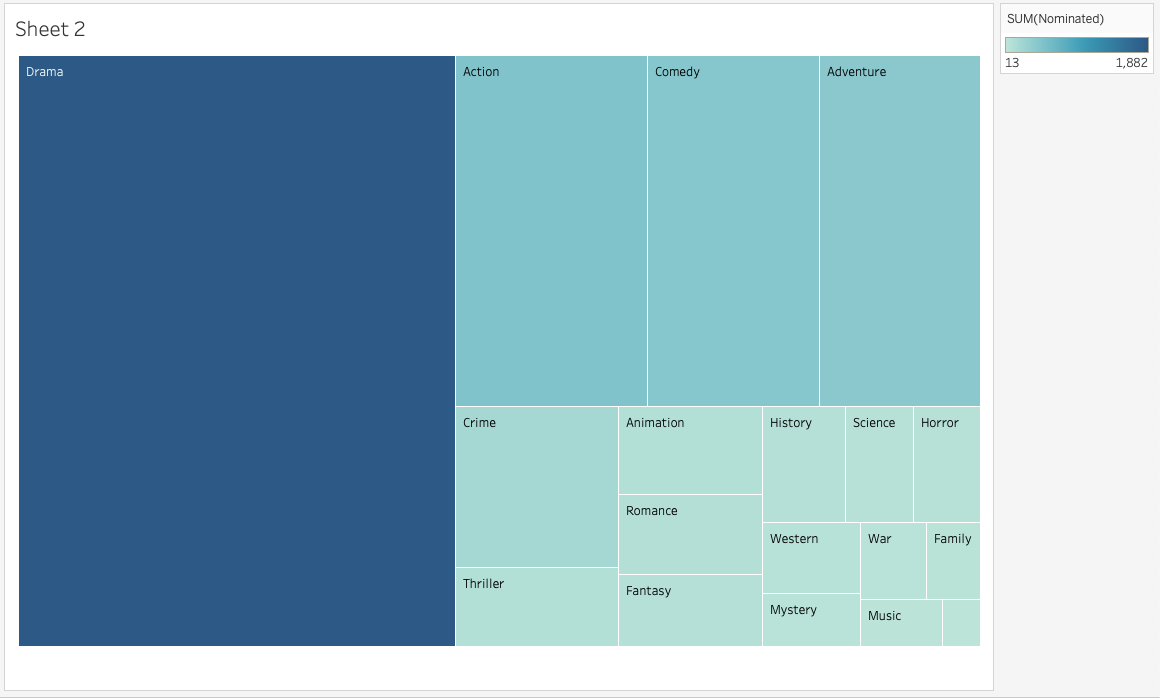 Sheet 2
SUM(Nominated)
13 1,882
Drama
Action
Comedy
Adventure
Crime
Animation
History
Science
Horror
Romance
Western
War
Family
Thriller
Fantasy
Mystery
Music